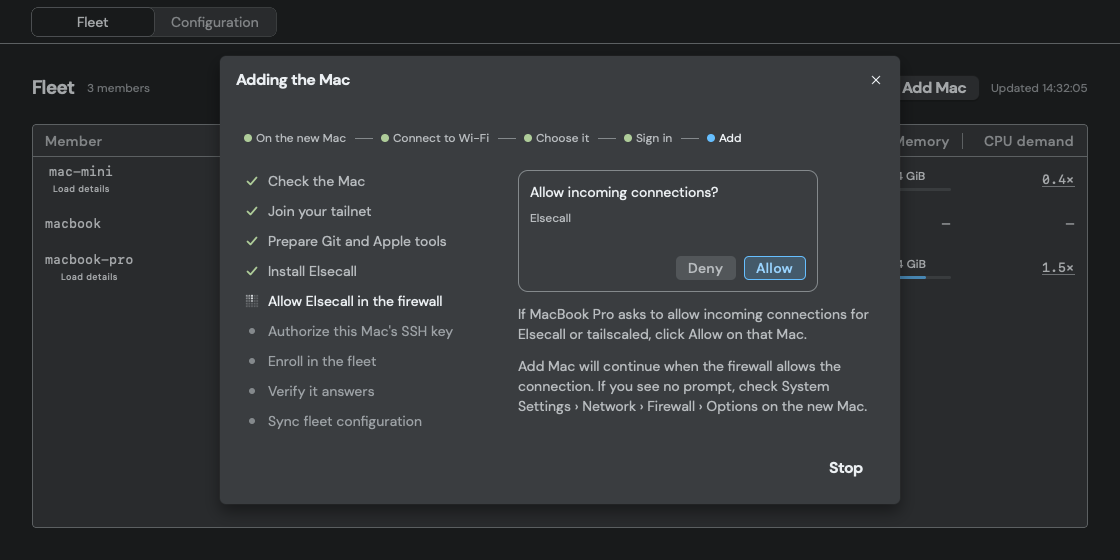 Fleet
Configuration
Fleet
3 members
Add Mac
Updated 14:32:05
Adding the Mac
On the new Mac
Connect to Wi-Fi
Choose it
Sign in
Add
Member
CPU demand
mac-mini
Load details
GiB
0.4×
macbook
—
—
macbook-pro
Load details
GiB
1.5×
Check the Mac
Join your tailnet
Prepare Git and Apple tools
Install Elsecall
Allow Elsecall in the firewall
Authorize this Mac's SSH key
Enroll in the fleet
Verify it answers
Sync fleet configuration
Allow incoming connections?
Elsecall
Deny
Allow
If MacBook Pro asks to allow incoming connections for
Elsecall or tailscaled, click Allow on that Mac.
Add Mac will continue when the firewall allows the
connection. If you see no prompt, check System
Settings › Network › Firewall › Options on the new Mac.
Stop